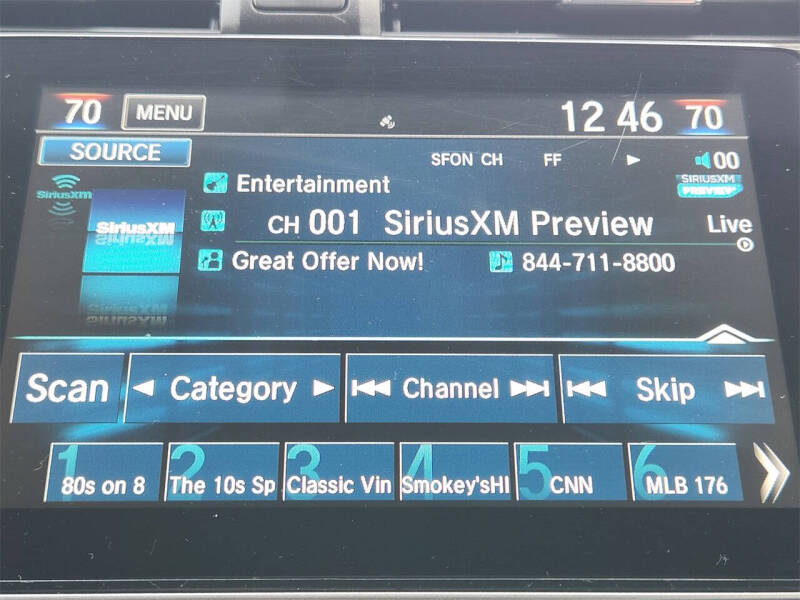 70 MENU 12 46 70
SOURCE SFON CH FF 00
SiriusXM Entertainment SIRIUSXM
PREVIEW
SiriusXM CH 001 SiriusXM Preview Live
Great Offer Now! 844-711-8800
Scan Category Channel Skip
1 80s on 8 2 The 10s Sp 3 Classic Vin 4 Smokey'sHI 5 CNN 6 MLB 176